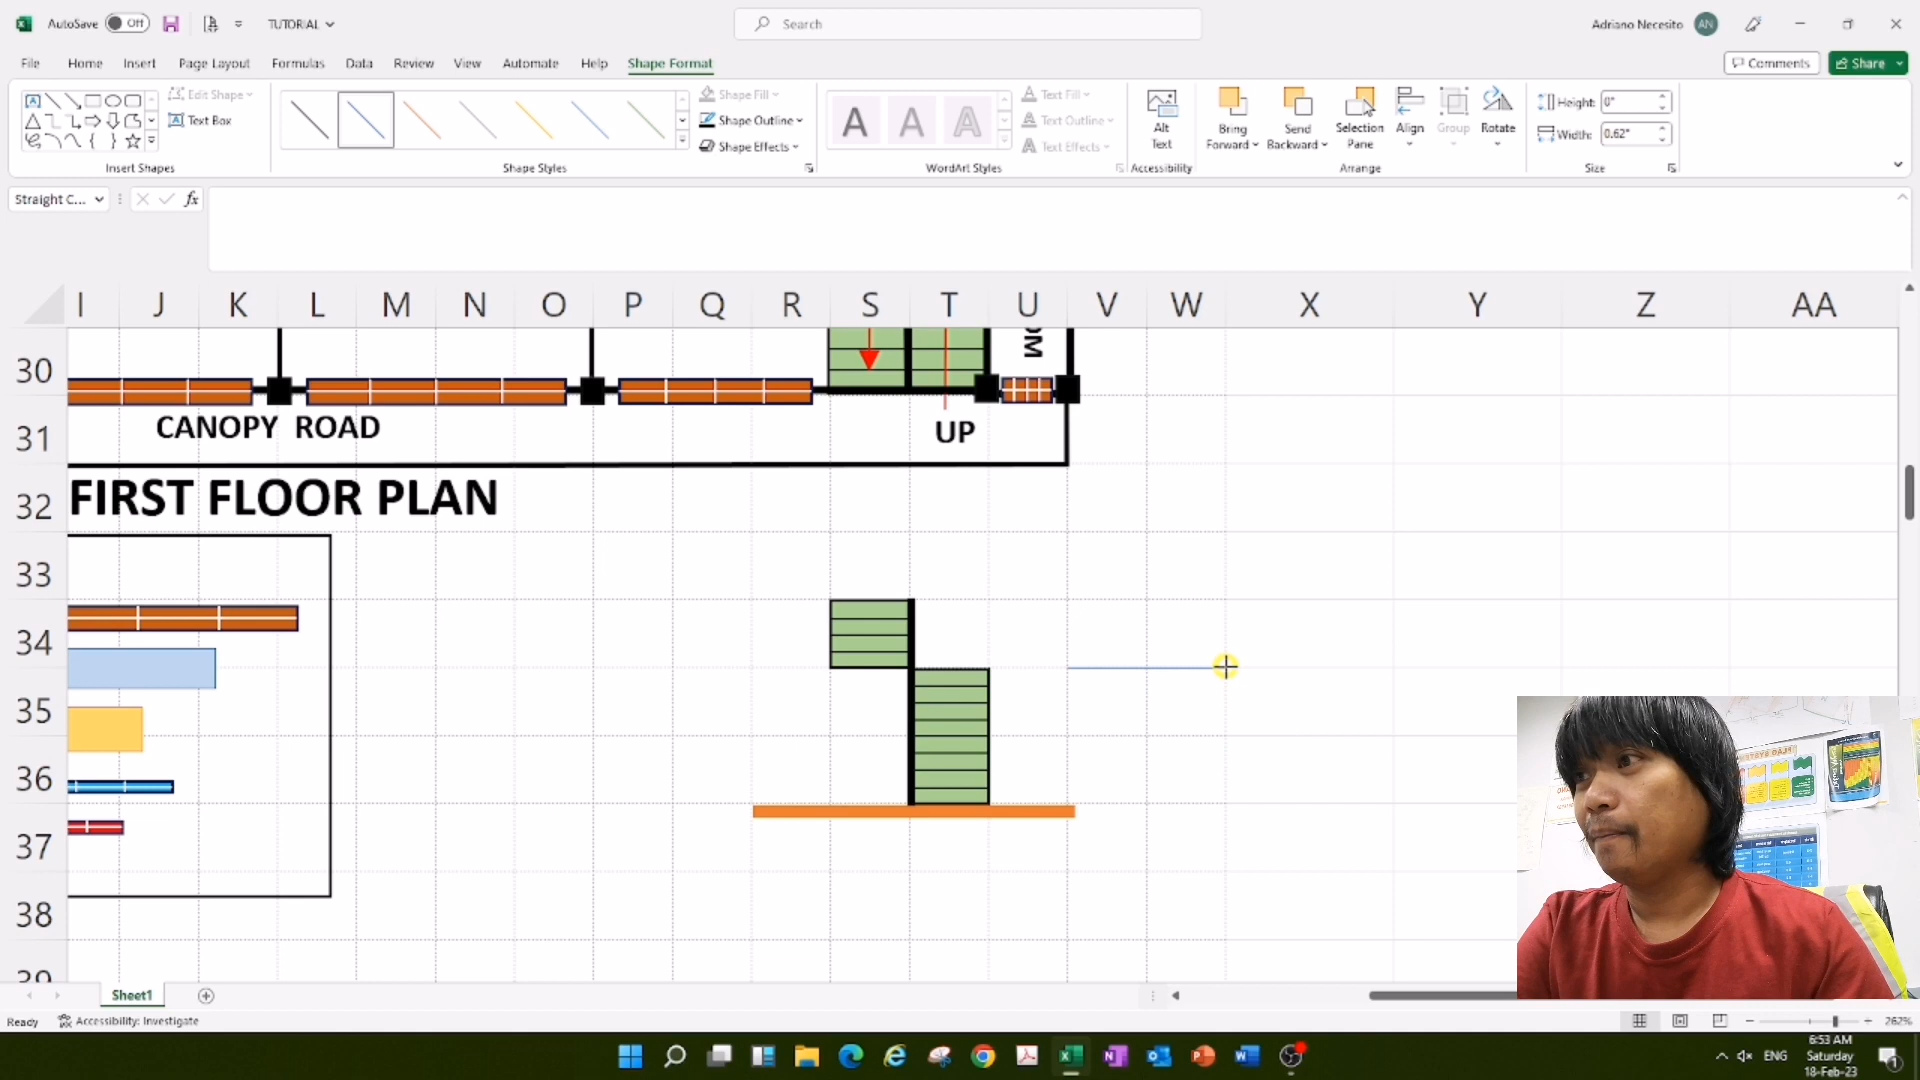 AutoSave Off TUTORIAL Search Adriano Necesito AN
File Home Insert Page Layout Formulas Data Review View Automate Help Shape Format Comments Share
Edit Shape
Text Box
Insert Shapes
Shape Fill
Shape Outline
Shape Effects
Shape Styles
A A A
Text Fill
Text Outline
Text Effects
WordArt Styles
Alt
Text
Accessibility
Bring
Forward
Send
Backward
Selection
Pane
Align
Group
Rotate
Arrange
Height: 0"
Width: 0.62"
Size
Straight C... fx
I J K L M N O P Q R S T U V W X Y Z AA
30
31
32
33
34
35
36
37
38
39
OM
CANOPY ROAD
UP
FIRST FLOOR PLAN
Sheet1
Ready Accessibility: Investigate 262%
ENG
6:53 AM
Saturday
18-Feb-23
1